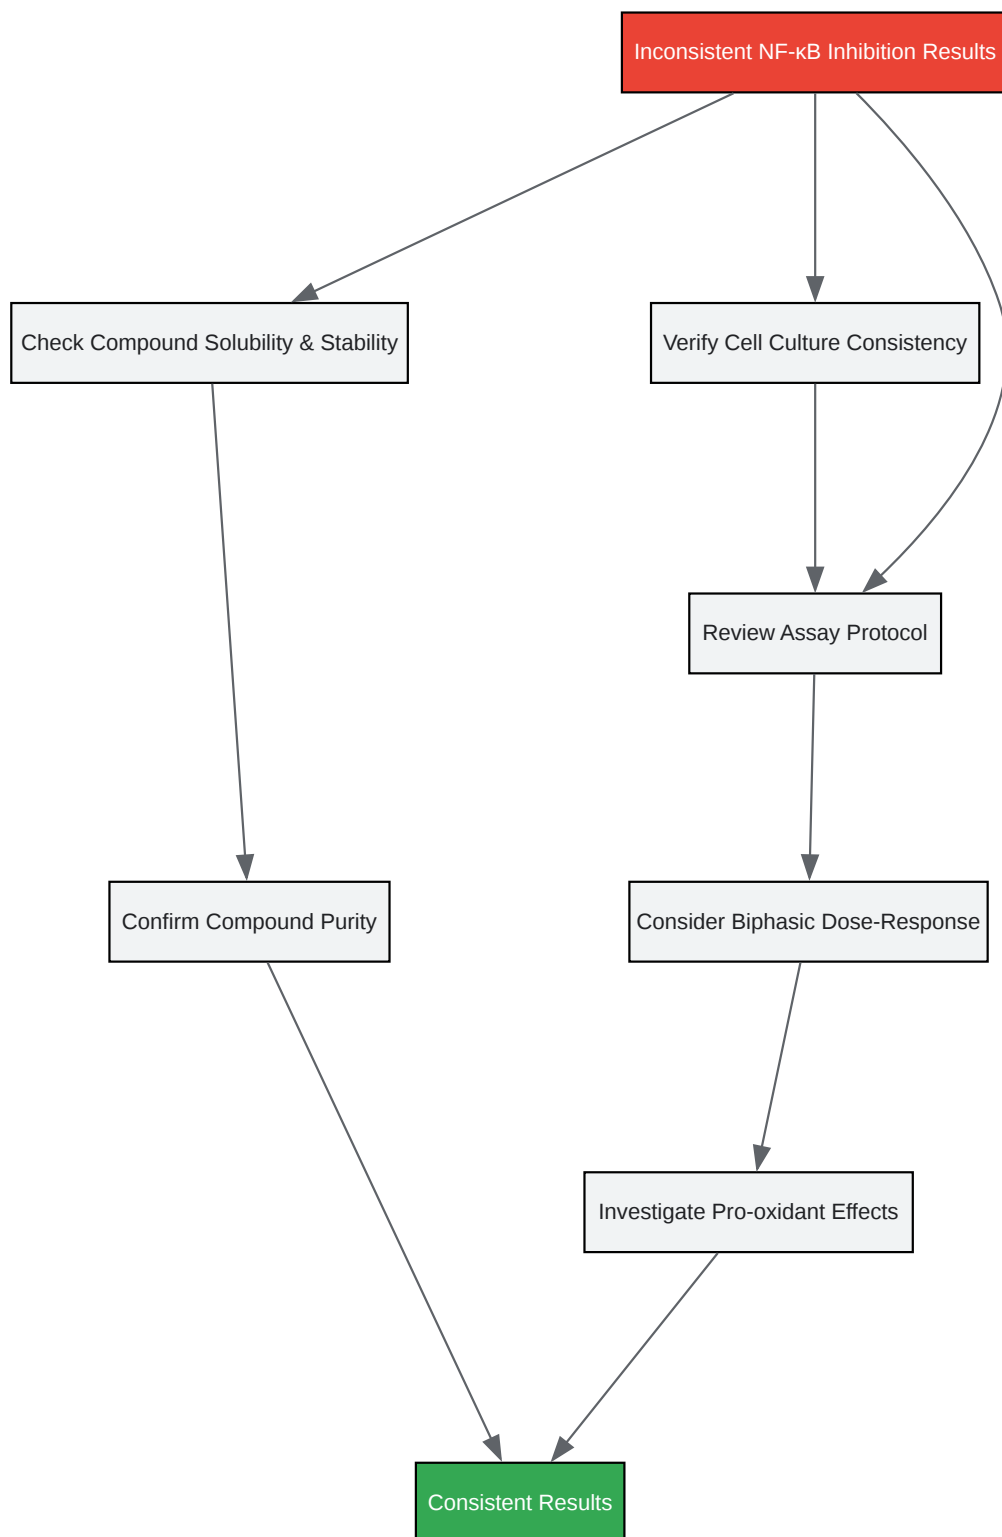 Inconsistent NF-κB Inhibition Results
Check Compound Solubility & Stability
Verify Cell Culture Consistency
Review Assay Protocol
Confirm Compound Purity
Consider Biphasic Dose-Response
Investigate Pro-oxidant Effects
Consistent Results